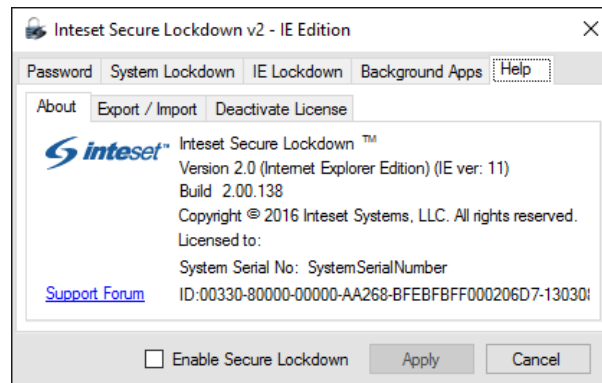 Inteset Secure Lockdown v2 - IE Edition
Password System Lockdown IE Lockdown Background Apps Help
About Export / Import Deactivate License
inteset™
Inteset Secure Lockdown ™
Version 2.0 (Internet Explorer Edition) (IE ver: 11)
Build 2.00.138
Copyright © 2016 Inteset Systems, LLC. All rights reserved.
Licensed to:
System Serial No: SystemSerialNumber
Support Forum ID:00330-80000-00000-AA268-BFEBFBFF000206D7-130308
Enable Secure Lockdown Apply Cancel